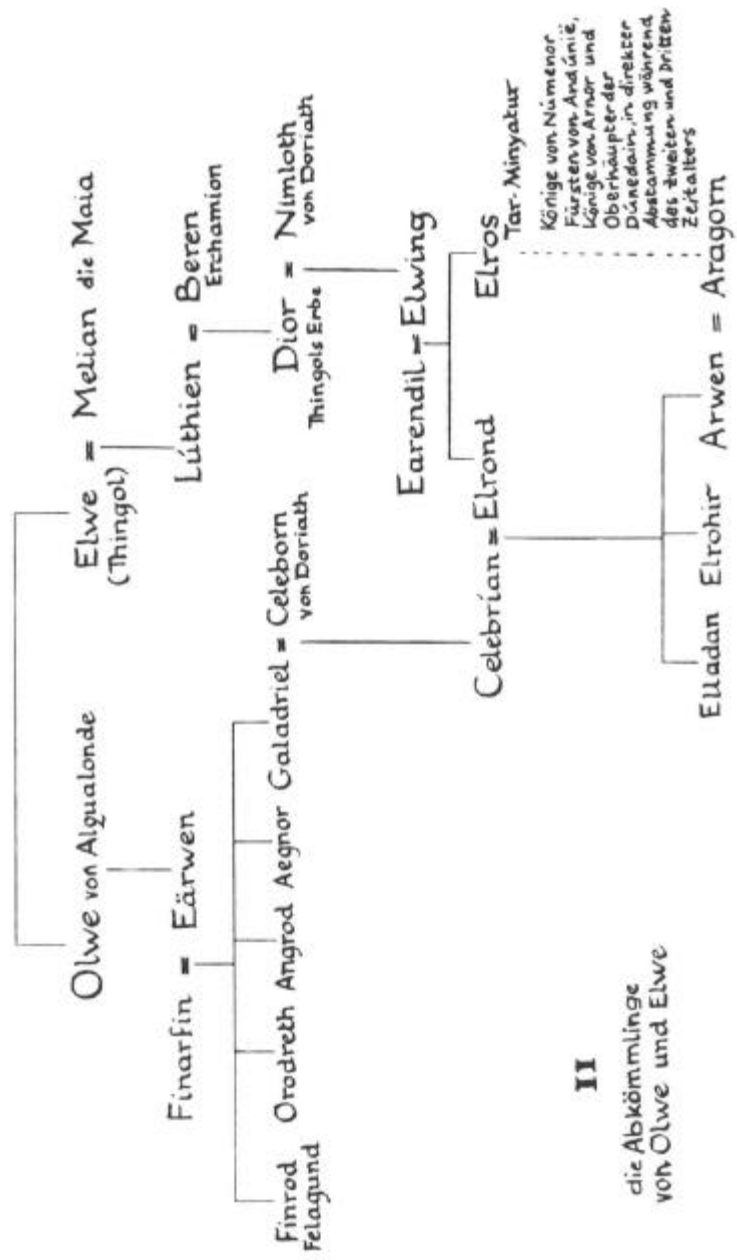 Olwe von Alqualonde
Elwe = Melian die Maia
(Thingol)
Finarfin = Eärwen
Lúthien = Beren
Erchamion
Finrod Orodreth Angrod Aegnor Galadriel = Celeborn
Felagund
von Doriath
Dior = Nimloth
Thingols Erbe
von Doriath
Earendil = Elwing
Celebrían = Elrond
Elros
Tar-Minyatur
Könige von Númenor
Fürsten von Andúnië,
Könige von Arnor und
Oberhäupter der
Dúnedain, in direkter
Abstammung während
des zweiten und Dritten
Zeitalters
Elladan Elrohir Arwen = Aragorn
II
die Abkömmlinge
von Olwe und Elwe